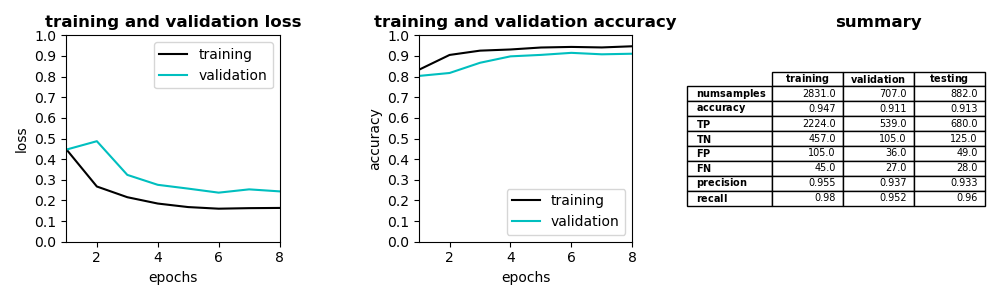 training and validation loss
1.0
0.9
0.8
0.7
0.6
0.5
0.4
0.3
0.2
0.1
0.0
loss
training
validation
2 4 6 8
epochs
training and validation accuracy
1.0
0.9
0.8
0.7
0.6
0.5
0.4
0.3
0.2
0.1
0.0
accuracy
training
validation
2 4 6 8
epochs
summary
training validation testing
numsamples 2831.0 707.0 882.0
accuracy 0.947 0.911 0.913
TP 2224.0 539.0 680.0
TN 457.0 105.0 125.0
FP 105.0 36.0 49.0
FN 45.0 27.0 28.0
precision 0.955 0.937 0.933
recall 0.98 0.952 0.96